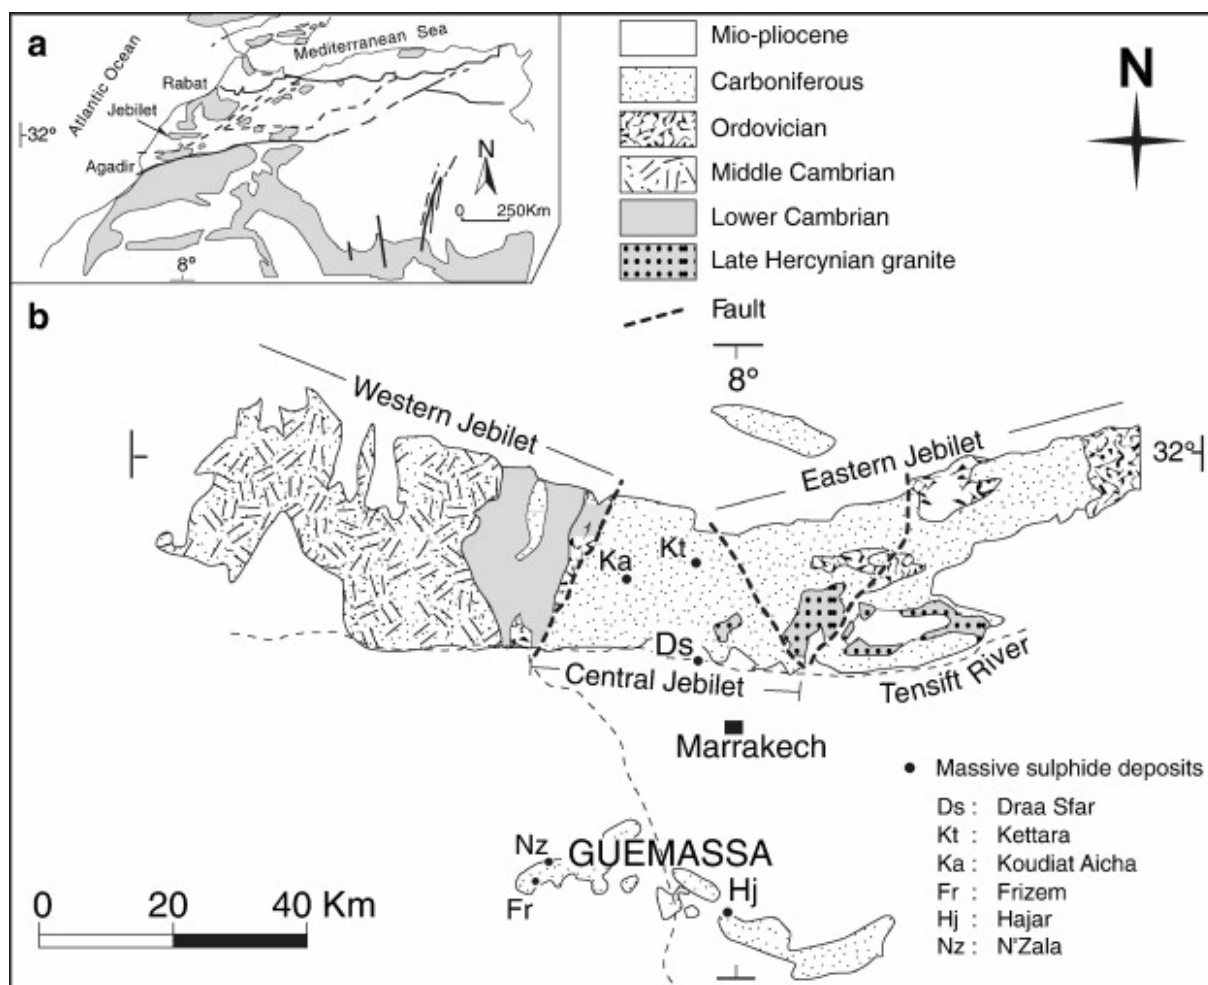 a
Atlantic Ocean
Mediterranean Sea
Rabat
Jebilet
32°
Agadir
N
0 250Km
8°
Mio-pliocene
Carboniferous
Ordovician
Middle Cambrian
Lower Cambrian
Late Hercynian granite
Fault
N
b
8°
Western Jebilet
Eastern Jebilet
32°
Ka
Kt
Ds
Central Jebilet
Tensift River
Marrakech
Massive sulphide deposits
Ds : Draa Sfar
Kt : Kettara
Ka : Koudiat Aicha
Fr : Frizem
Hj : Hajar
Nz : N'Zala
Nz
GUEMASSA
Fr
Hj
0 20 40 Km